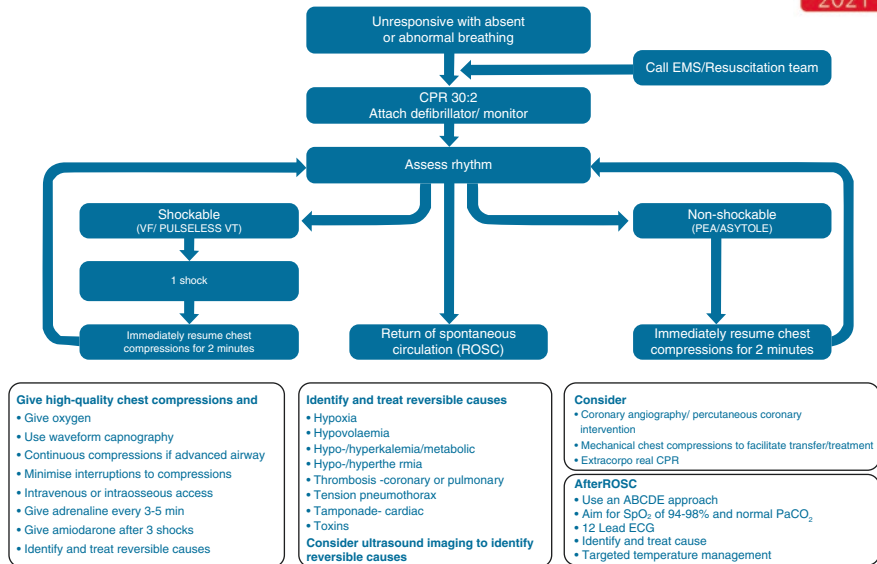 2021
Unresponsive with absent
or abnormal breathing
Call EMS/Resuscitation team
CPR 30:2
Attach defibrillator/ monitor
Assess rhythm
Shockable
(VF/ PULSELESS VT)
Non-shockable
(PEA/ASYTOLE)
1 shock
Immediately resume chest
compressions for 2 minutes
Return of spontaneous
circulation (ROSC)
Immediately resume chest
compressions for 2 minutes
Give high-quality chest compressions and
• Give oxygen
• Use waveform capnography
• Continuous compressions if advanced airway
• Minimise interruptions to compressions
• Intravenous or intraosseous access
• Give adrenaline every 3-5 min
• Give amiodarone after 3 shocks
• Identify and treat reversible causes
Identify and treat reversible causes
• Hypoxia
• Hypovolaemia
• Hypo-/hyperkalemia/metabolic
• Hypo-/hyperthe rmia
• Thrombosis -coronary or pulmonary
• Tension pneumothorax
• Tamponade- cardiac
• Toxins
Consider ultrasound imaging to identify
reversible causes
Consider
• Coronary angiography/ percutaneous coronary
intervention
• Mechanical chest compressions to facilitate transfer/treatment
• Extracorpo real CPR
AfterROSC
• Use an ABCDE approach
• Aim for SpO₂ of 94-98% and normal PaCO₂
• 12 Lead ECG
• Identify and treat cause
• Targeted temperature management